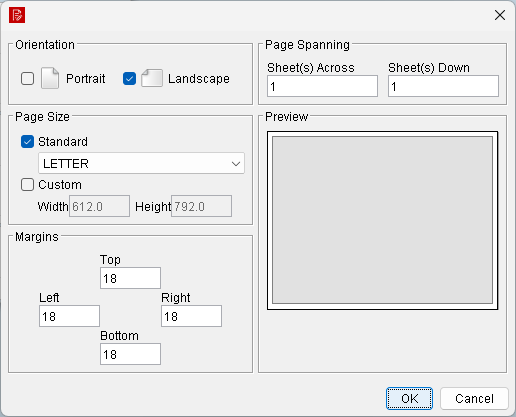 Orientation
Portrait
Landscape
Page Spanning
Sheet(s) Across
Sheet(s) Down
1
1
Page Size
Standard
LETTER
Custom
Width 612.0
Height 792.0
Preview
Margins
Top
18
Left
Right
18
18
Bottom
18
OK
Cancel